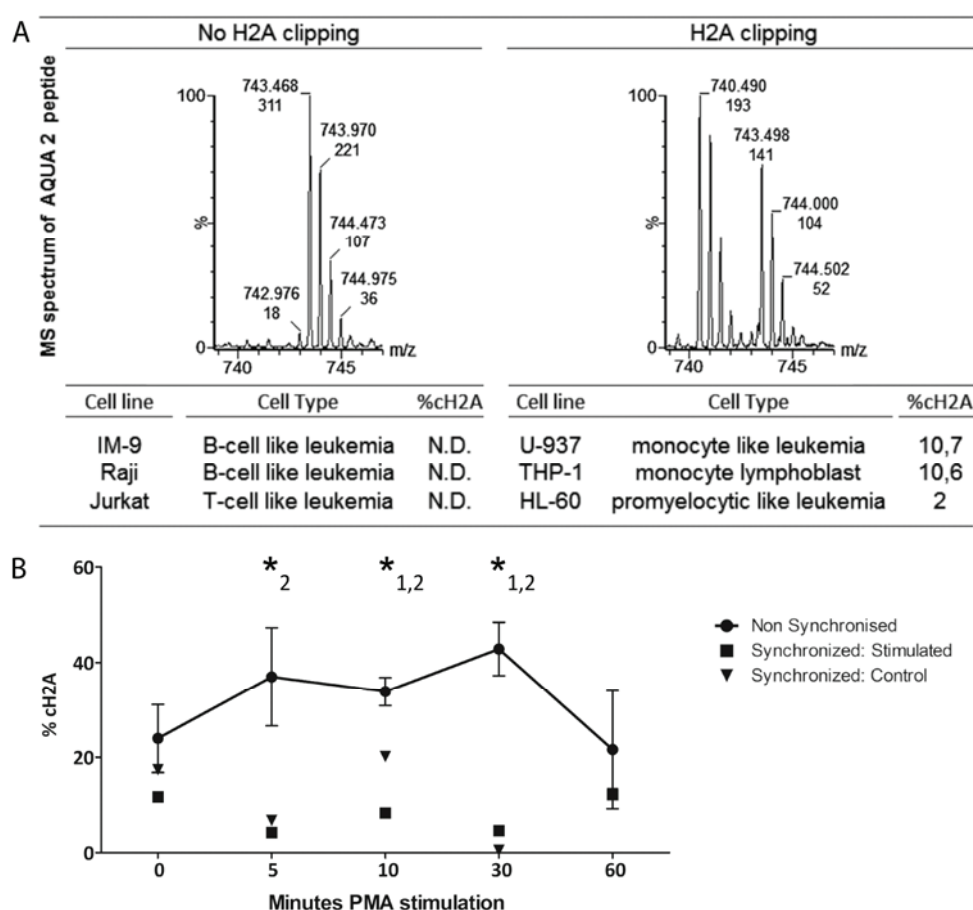 A
No H2A clipping
H2A clipping
MS spectrum of AQUA 2 peptide
100
%
0
743.468
311
743.970
221
744.473
107
744.975
36
742.976
18
740
745
m/z
100
%
0
740.490
193
743.498
141
744.000
104
744.502
52
740
745
m/z
Cell line Cell Type %cH2A
IM-9 B-cell like leukemia N.D.
Raji B-cell like leukemia N.D.
Jurkat T-cell like leukemia N.D.
Cell line Cell Type %cH2A
U-937 monocyte like leukemia 10,7
THP-1 monocyte lymphoblast 10,6
HL-60 promyelocytic like leukemia 2
B
% cH2A
60
40
20
0
*2
*1,2
*1,2
0 5 10 30 60
Minutes PMA stimulation
Non Synchronised
Synchronized: Stimulated
Synchronized: Control